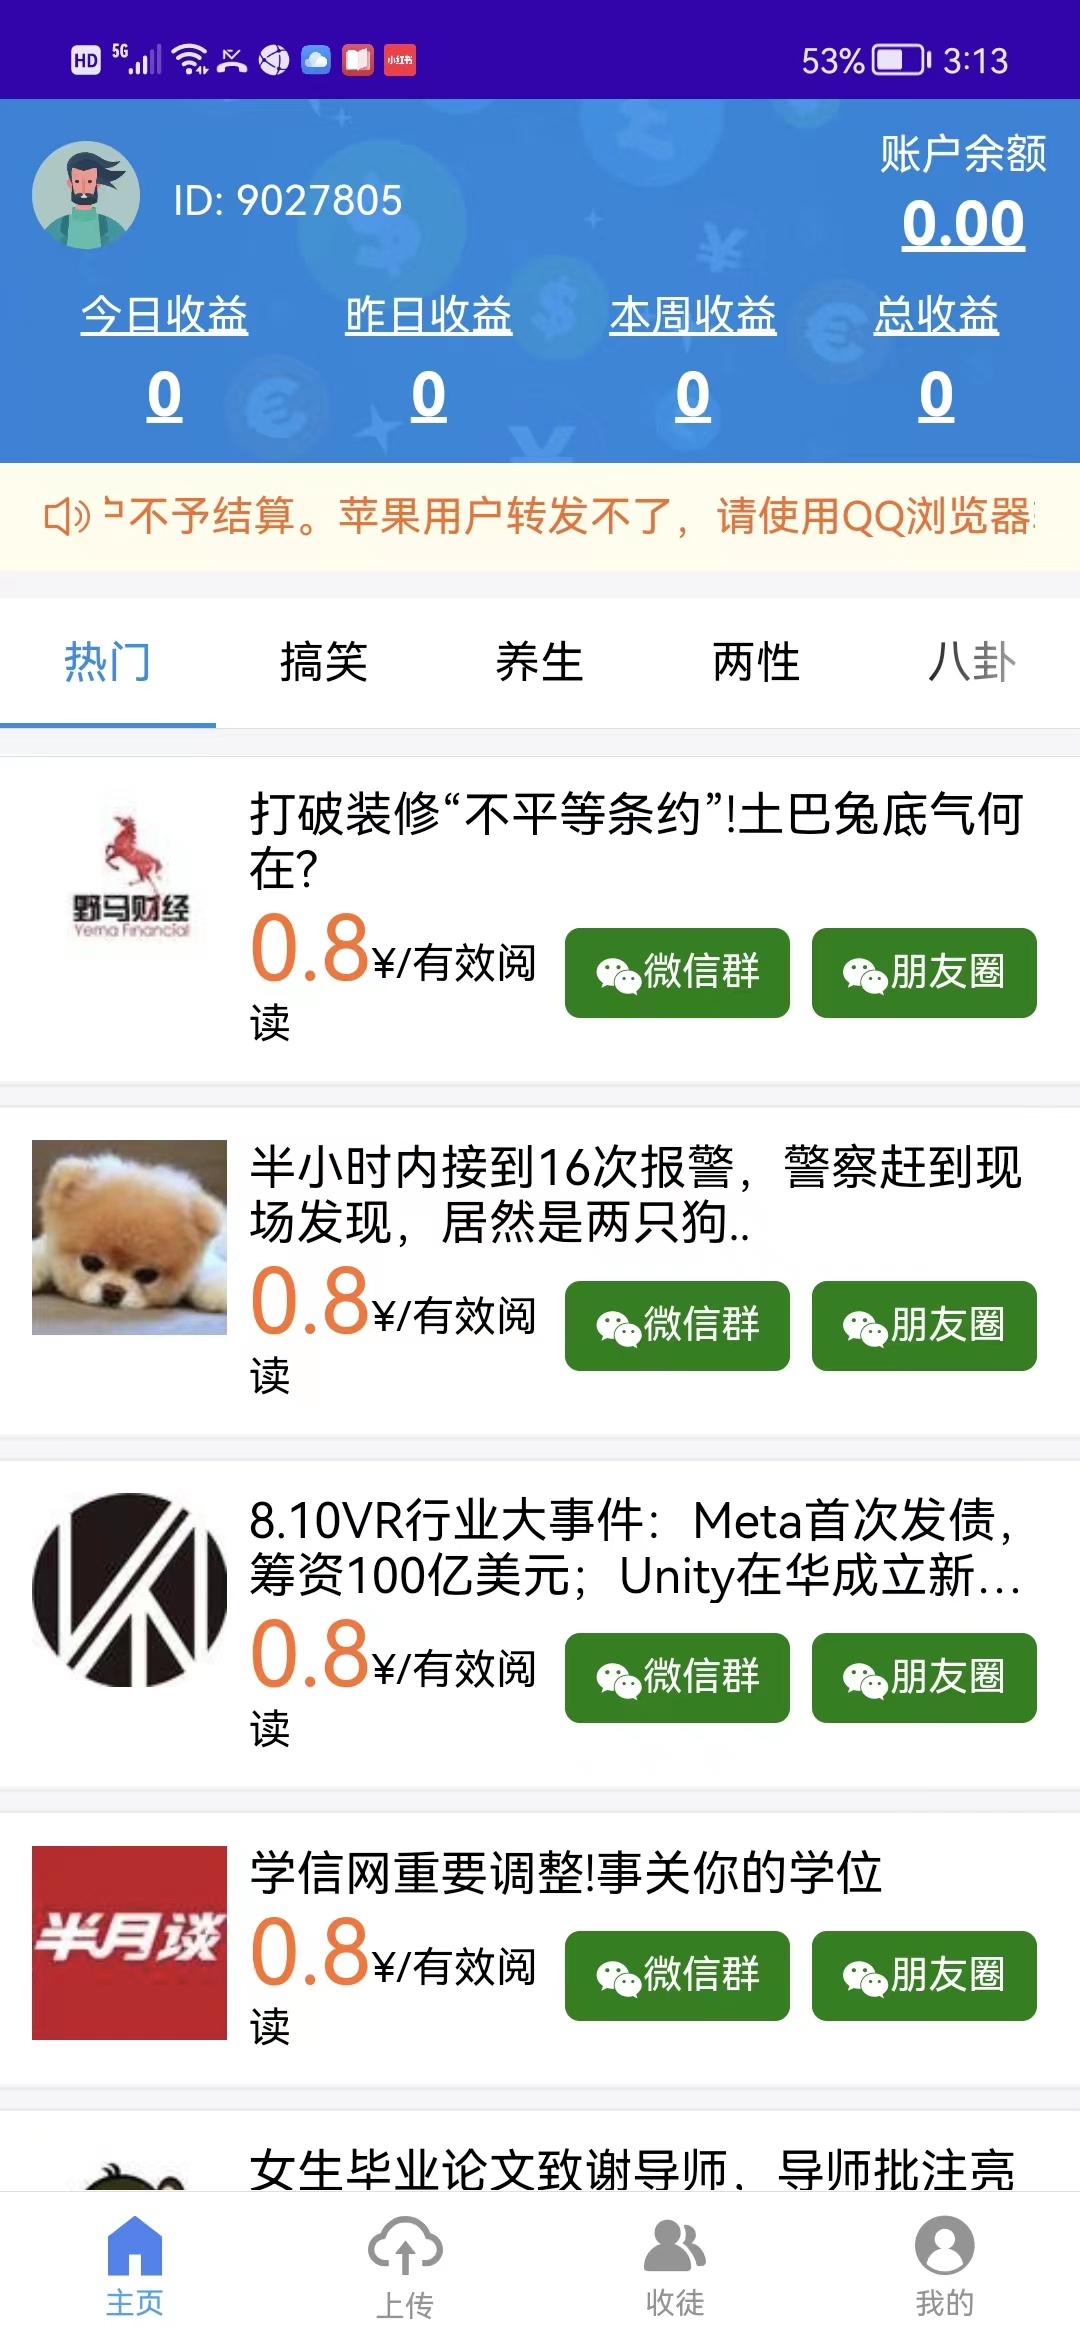 HD 5G 小红书 53% 3:13
账户余额
ID: 9027805
0.00
今日收益 昨日收益 本周收益 总收益
0 0 0 0
不予结算。苹果用户转发不了，请使用QQ浏览器
热门 搞笑 养生 两性 八卦
打破装修“不平等条约”!土巴兔底气何
在?
野马财经
Yema Financial
0.8¥/有效阅
读
微信群 朋友圈
半小时内接到16次报警，警察赶到现
场发现，居然是两只狗..
0.8¥/有效阅
读
微信群 朋友圈
8.10VR行业大事件：Meta首次发债，
筹资100亿美元；Unity在华成立新...
0.8¥/有效阅
读
微信群 朋友圈
半月谈
学信网重要调整!事关你的学位
0.8¥/有效阅
读
微信群 朋友圈
女生毕业论文致谢导师，导师批注亮
主页 上传 收徒 我的